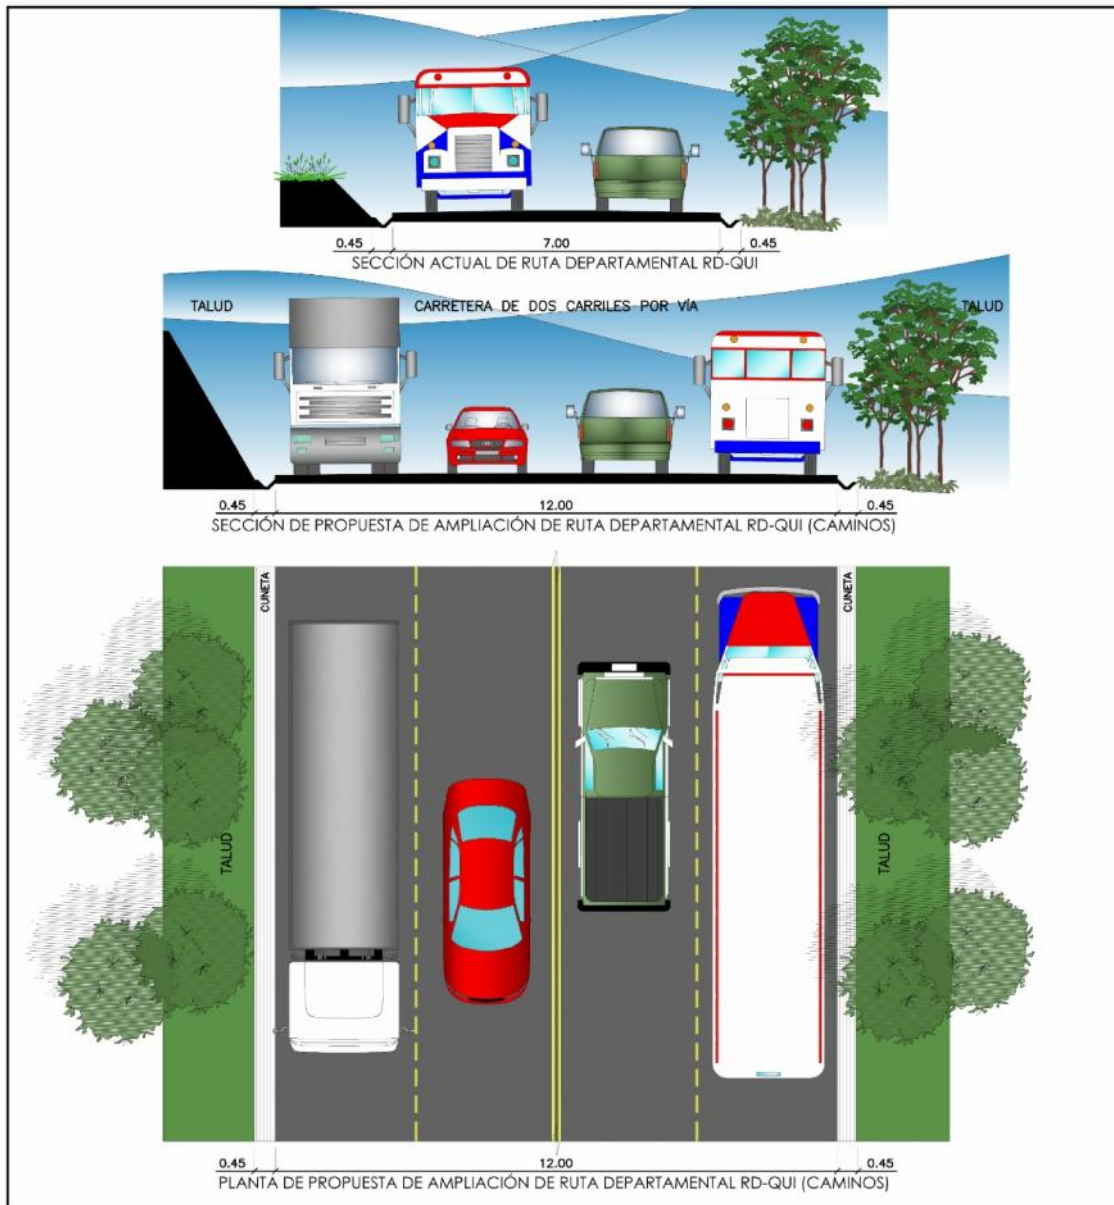 0.45 7.00 0.45
SECCIÓN ACTUAL DE RUTA DEPARTAMENTAL RD-QUI
TALUD CARRETERA DE DOS CARRILES POR VÍA TALUD
0.45 12.00 0.45
SECCIÓN DE PROPUESTA DE AMPLIACIÓN DE RUTA DEPARTAMENTAL RD-QUI (CAMINOS)
CUNETA CUNETA
TALUD TALUD
0.45 12.00 0.45
PLANTA DE PROPUESTA DE AMPLIACIÓN DE RUTA DEPARTAMENTAL RD-QUI (CAMINOS)